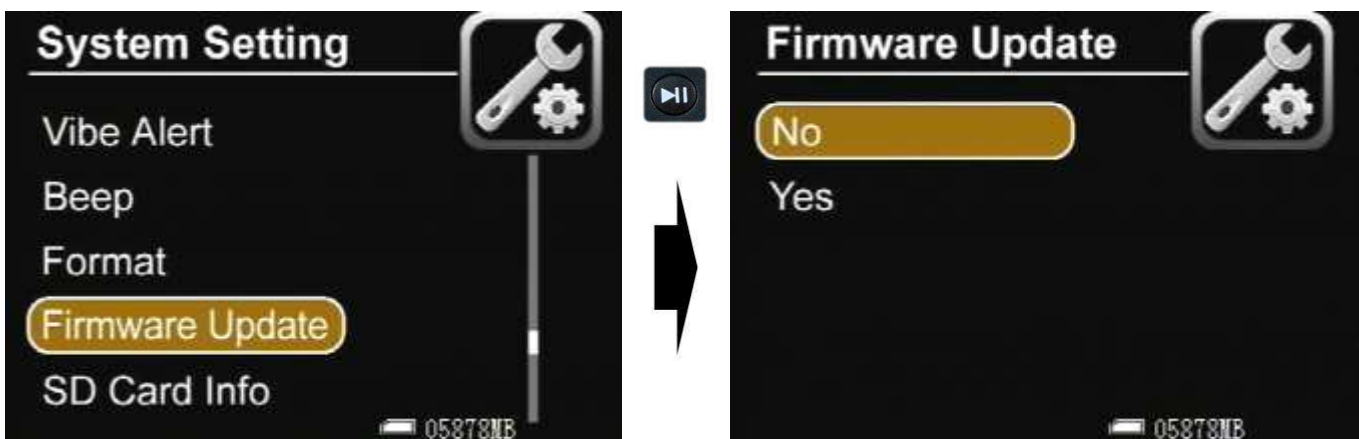 System Setting
Vibe Alert
Beep
Format
Firmware Update
SD Card Info
05878MB
Firmware Update
No
Yes
05878MB